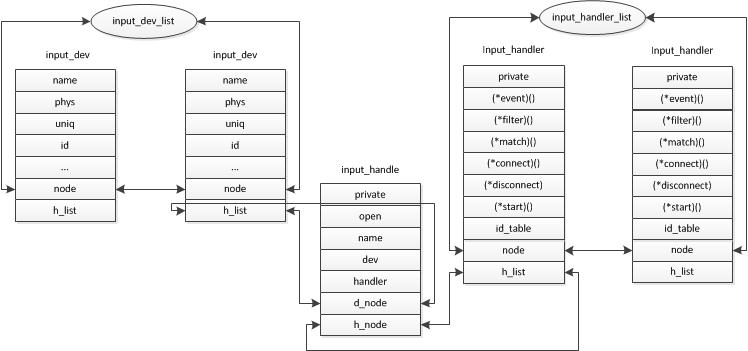 input_dev_list
input_handler_list
input_dev
input_dev
Input_handler
Input_handler
name
phys
uniq
id
...
node
h_list
name
phys
uniq
id
...
node
h_list
input_handle
private
open
name
dev
handler
d_node
h_node
private
(*event)()
(*filter)()
(*match)()
(*connect)()
(*disconnect)
(*start)()
id_table
node
h_list
private
(*event)()
(*filter)()
(*match)()
(*connect)()
(*disconnect)
(*start)()
id_table
node
h_list